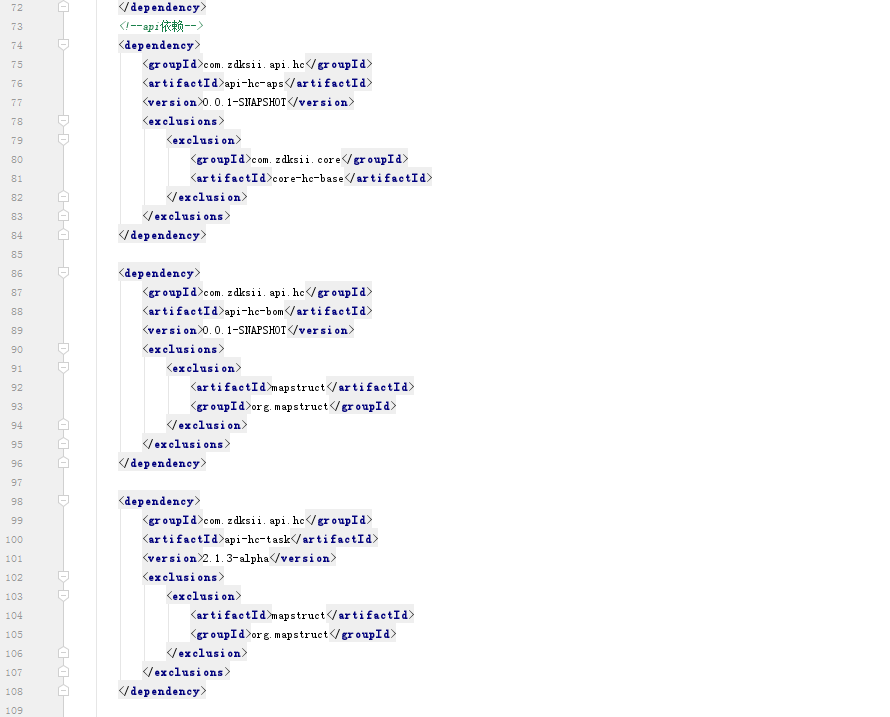 72 </dependency>
73 <!--api依赖-->
74 <dependency>
75 <groupId>com.zdksii.api.hc</groupId>
76 <artifactId>api-hc-aps</artifactId>
77 <version>0.0.1-SNAPSHOT</version>
78 <exclusions>
79 <exclusion>
80 <groupId>com.zdksii.core</groupId>
81 <artifactId>core-hc-base</artifactId>
82 </exclusion>
83 </exclusions>
84 </dependency>
85
86 <dependency>
87 <groupId>com.zdksii.api.hc</groupId>
88 <artifactId>api-hc-bom</artifactId>
89 <version>0.0.1-SNAPSHOT</version>
90 <exclusions>
91 <exclusion>
92 <artifactId>mapstruct</artifactId>
93 <groupId>org.mapstruct</groupId>
94 </exclusion>
95 </exclusions>
96 </dependency>
97
98 <dependency>
99 <groupId>com.zdksii.api.hc</groupId>
100 <artifactId>api-hc-task</artifactId>
101 <version>2.1.3-alpha</version>
102 <exclusions>
103 <exclusion>
104 <artifactId>mapstruct</artifactId>
105 <groupId>org.mapstruct</groupId>
106 </exclusion>
107 </exclusions>
108 </dependency>
109